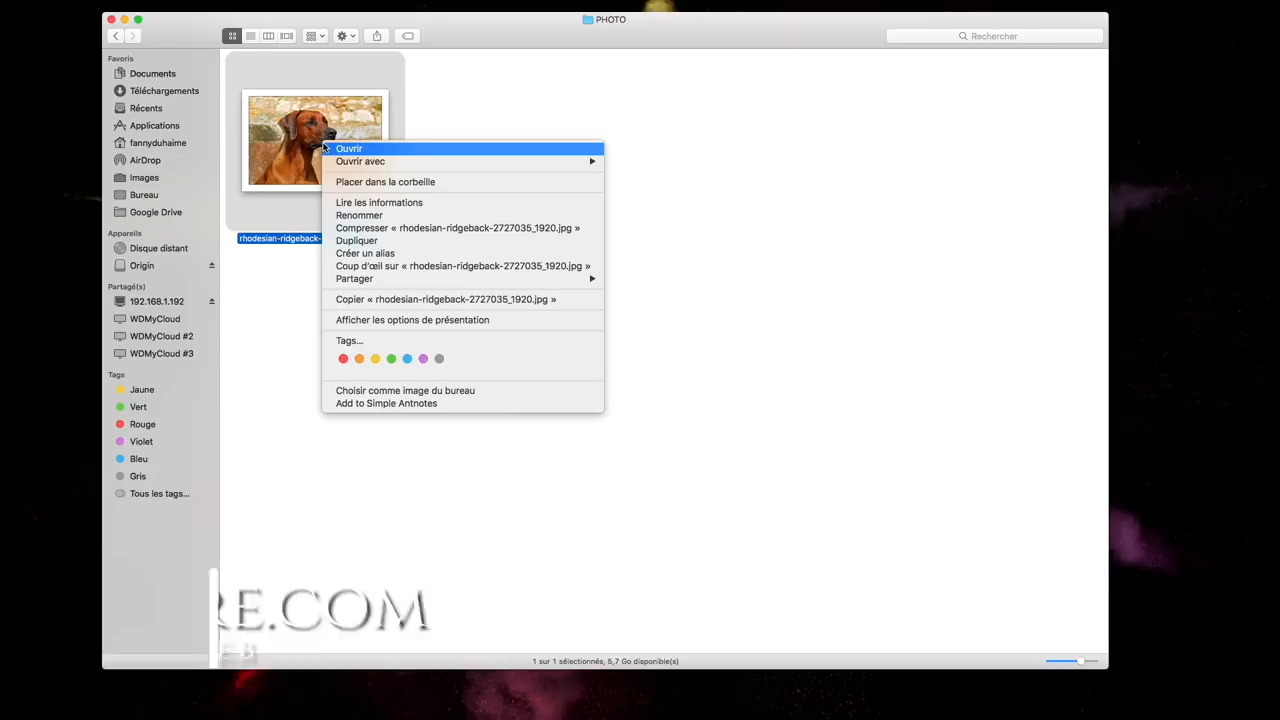 PHOTO
Rechercher
Favoris
Documents
Téléchargements
Récents
Applications
fannyduhaime
AirDrop
Images
Bureau
Google Drive
Appareils
Disque distant
Origin
Partagé(s)
192.168.1.192
WDMyCloud
WDMyCloud #2
WDMyCloud #3
Tags
Jaune
Vert
Rouge
Violet
Bleu
Gris
Tous les tags...
rhodesian-ridgeback-
Ouvrir
Ouvrir avec
Placer dans la corbeille
Lire les informations
Renommer
Compresser « rhodesian-ridgeback-2727035_1920.jpg »
Dupliquer
Créer un alias
Coup d'œil sur « rhodesian-ridgeback-2727035_1920.jpg »
Partager
Copier « rhodesian-ridgeback-2727035_1920.jpg »
Afficher les options de présentation
Tags...
Choisir comme image du bureau
Add to Simple Antnotes
RE.COM
1 sur 1 sélectionnés, 5,7 Go disponible(s)